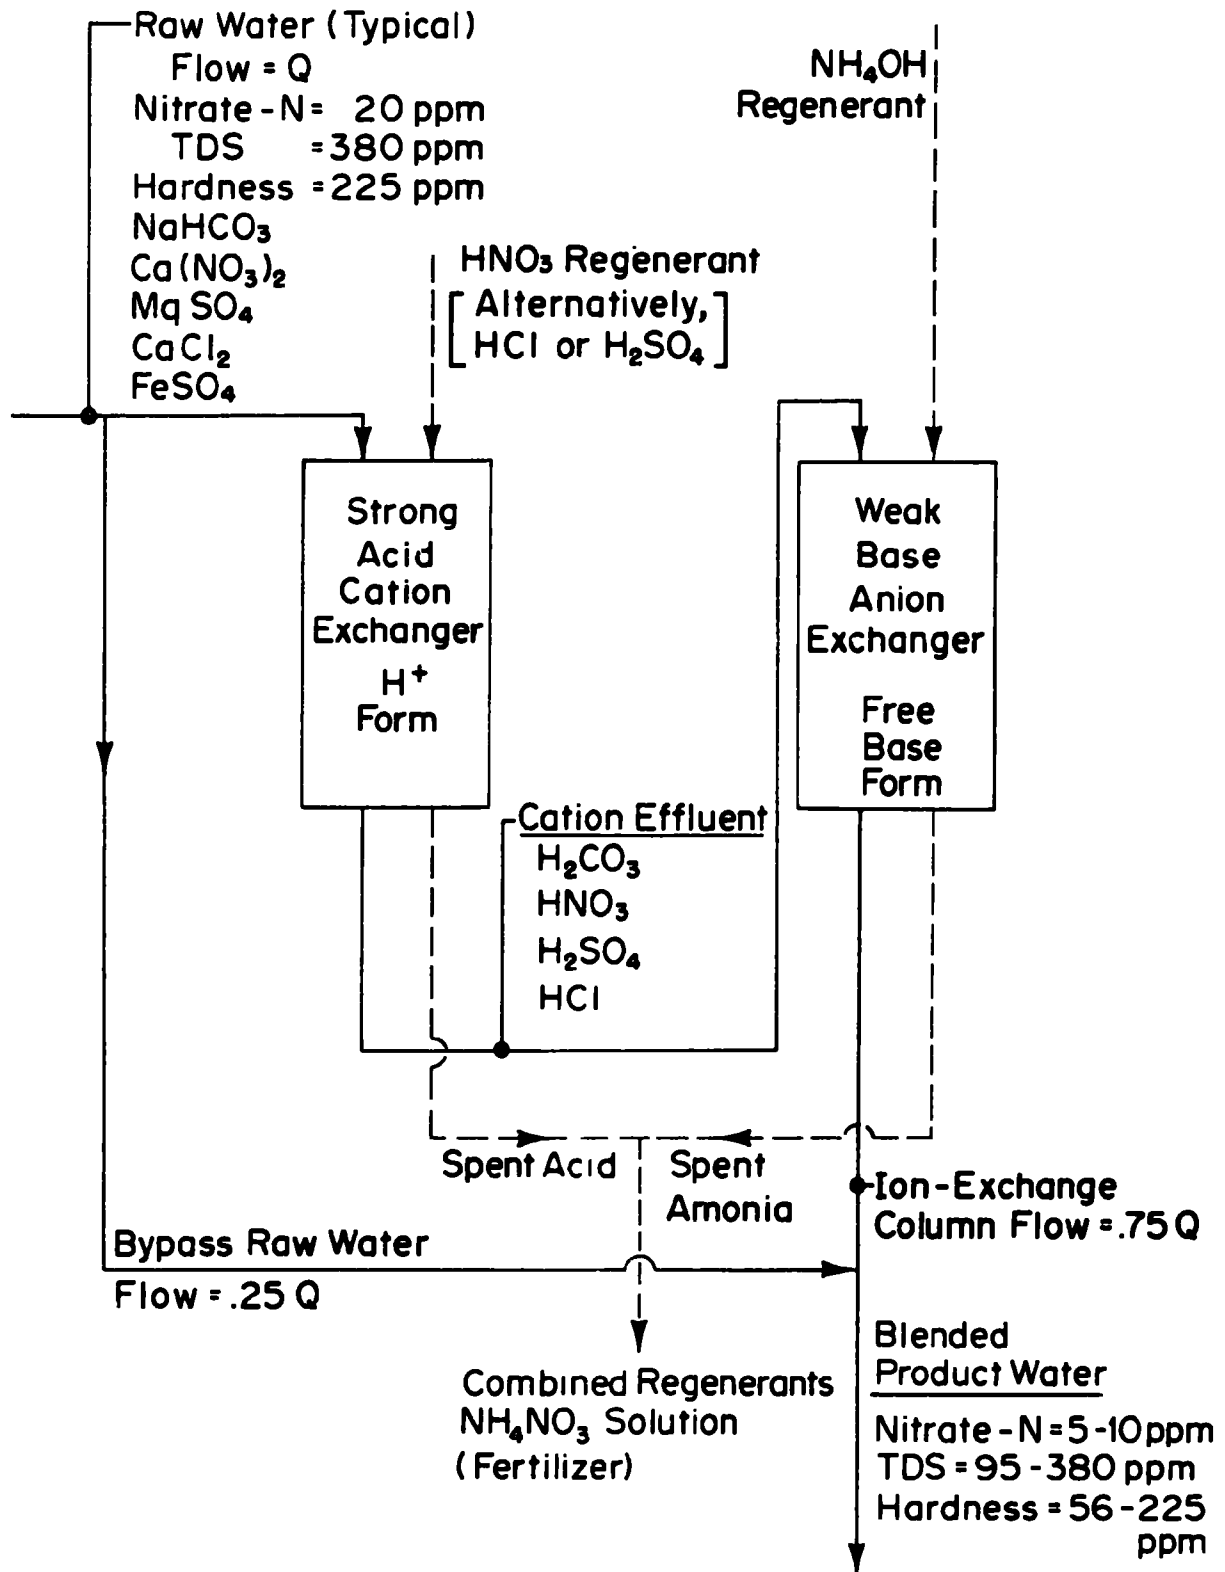 Raw Water (Typical)
Flow = Q
Nitrate-N = 20 ppm
TDS = 380 ppm
Hardness = 225 ppm
NaHCO₃
Ca(NO₃)₂
Mq SO₄
CaCl₂
FeSO₄
NH₄OH
Regenerant
HNO₃ Regenerant
[Alternatively,
HCl or H₂SO₄]
Strong
Acid
Cation
Exchanger
H⁺
Form
Weak
Base
Anion
Exchanger
Free
Base
Form
Cation Effluent
H₂CO₃
HNO₃
H₂SO₄
HCl
Spent Acid
Spent
Amonia
Ion-Exchange
Column Flow = .75 Q
Bypass Raw Water
Flow = .25 Q
Combined Regenerants
NH₄NO₃ Solution
(Fertilizer)
Blended
Product Water
Nitrate-N = 5-10 ppm
TDS = 95-380 ppm
Hardness = 56-225
ppm